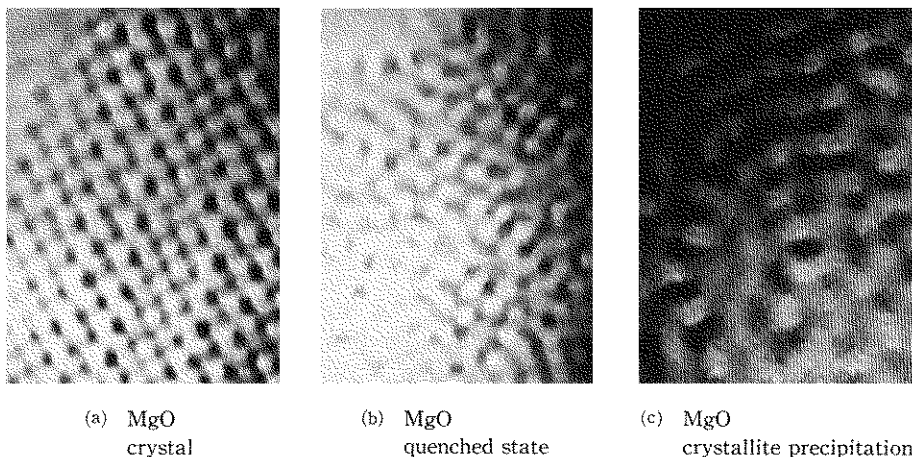 (a) MgO
crystal
(b) MgO
quenched state
(c) MgO
crystallite precipitation